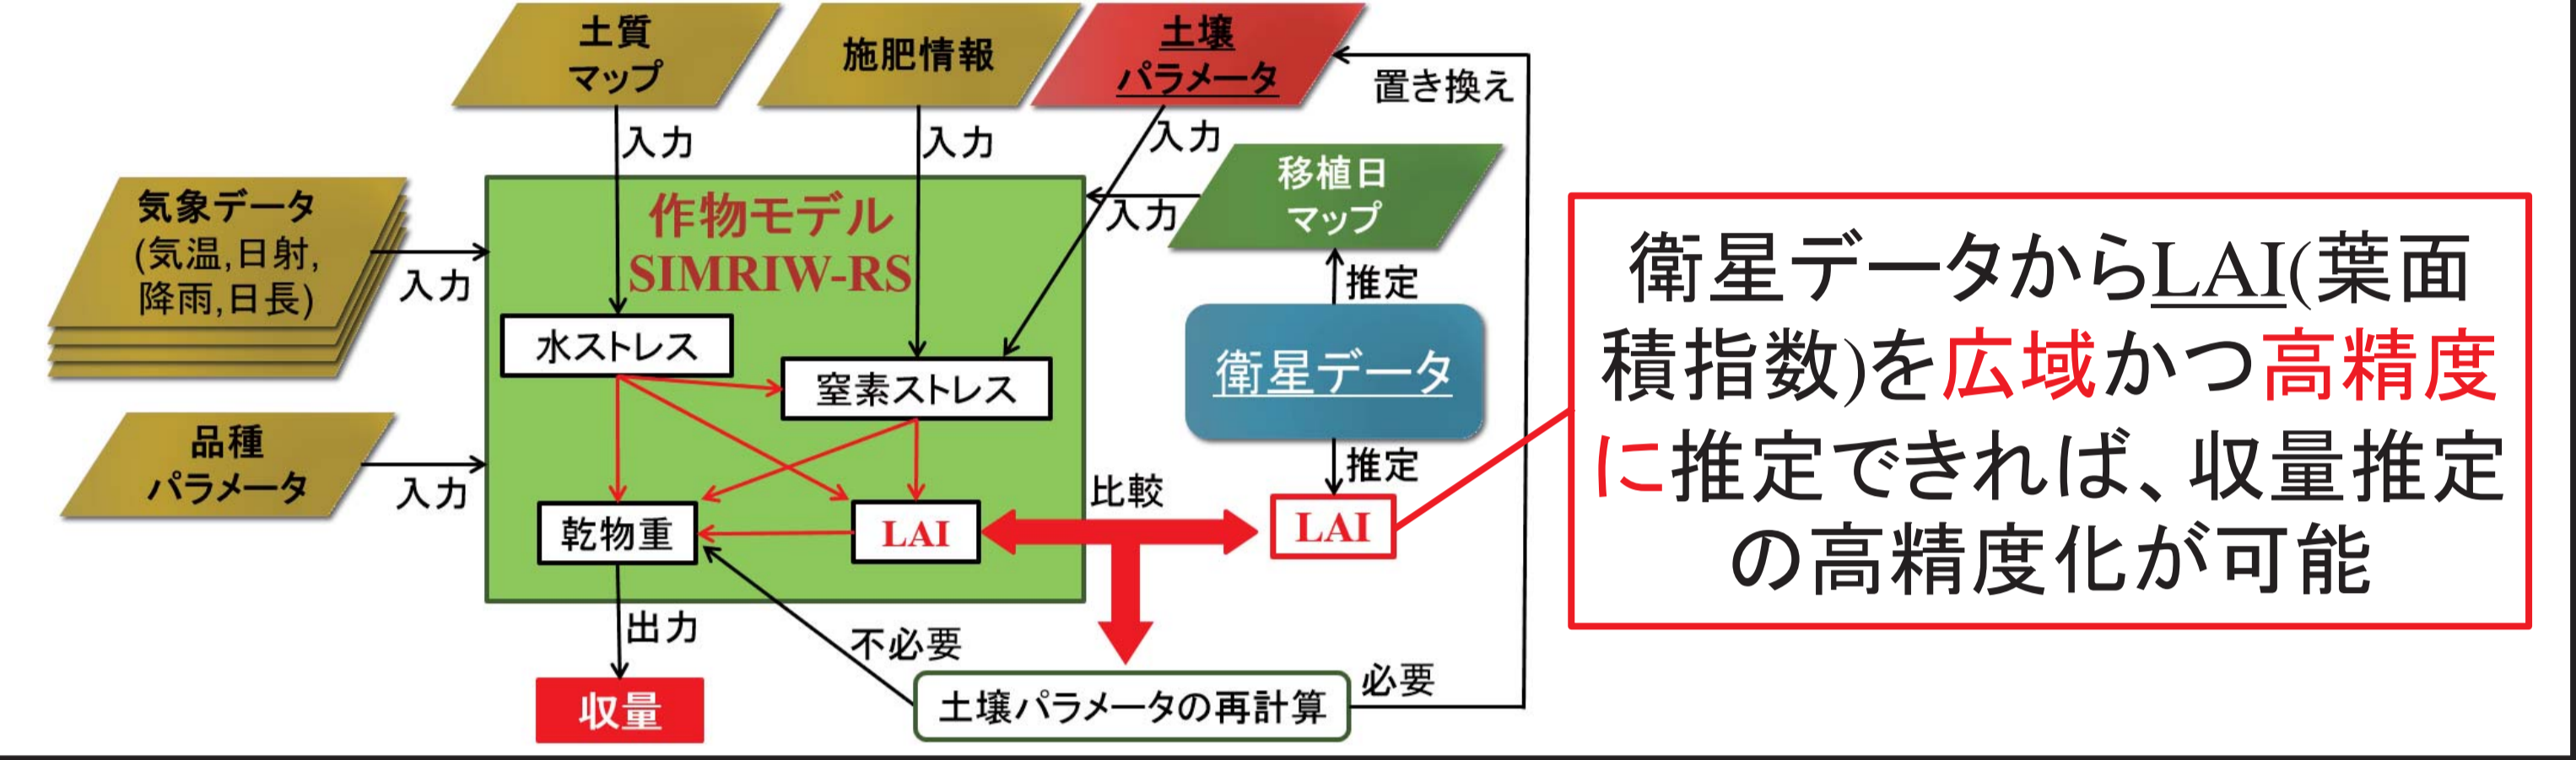 土質
マップ
施肥情報
土壌
パラメータ
置き換え
入力
入力
入力
移植日
マップ
入力
気象データ
(気温,日射,
降雨,日長)
入力
作物モデル
SIMRIW-RS
推定
水ストレス
窒素ストレス
衛星データ
品種
パラメータ
入力
推定
比較
乾物重
LAI
LAI
出力
不必要
必要
収量
土壌パラメータの再計算
衛星データからLAI(葉面
積指数)を広域かつ高精度
に推定できれば、収量推定
の高精度化が可能